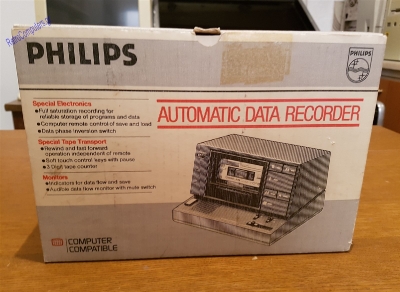 PHILIPS
PHILIPS
Special Electronics
Full saturation recording for
reliable storage of programs and data
Computer remote control of save and load
Data phase inversion switch
AUTOMATIC DATA RECORDER
Special Tape Transport
Rewind and fast forward
operation independent of remote
Soft touch control keys with pause
3 Digit tape counter
Monitors
Indicators for data flow and save
Audible data flow monitor with mute switch
COMPUTER
COMPATIBLE